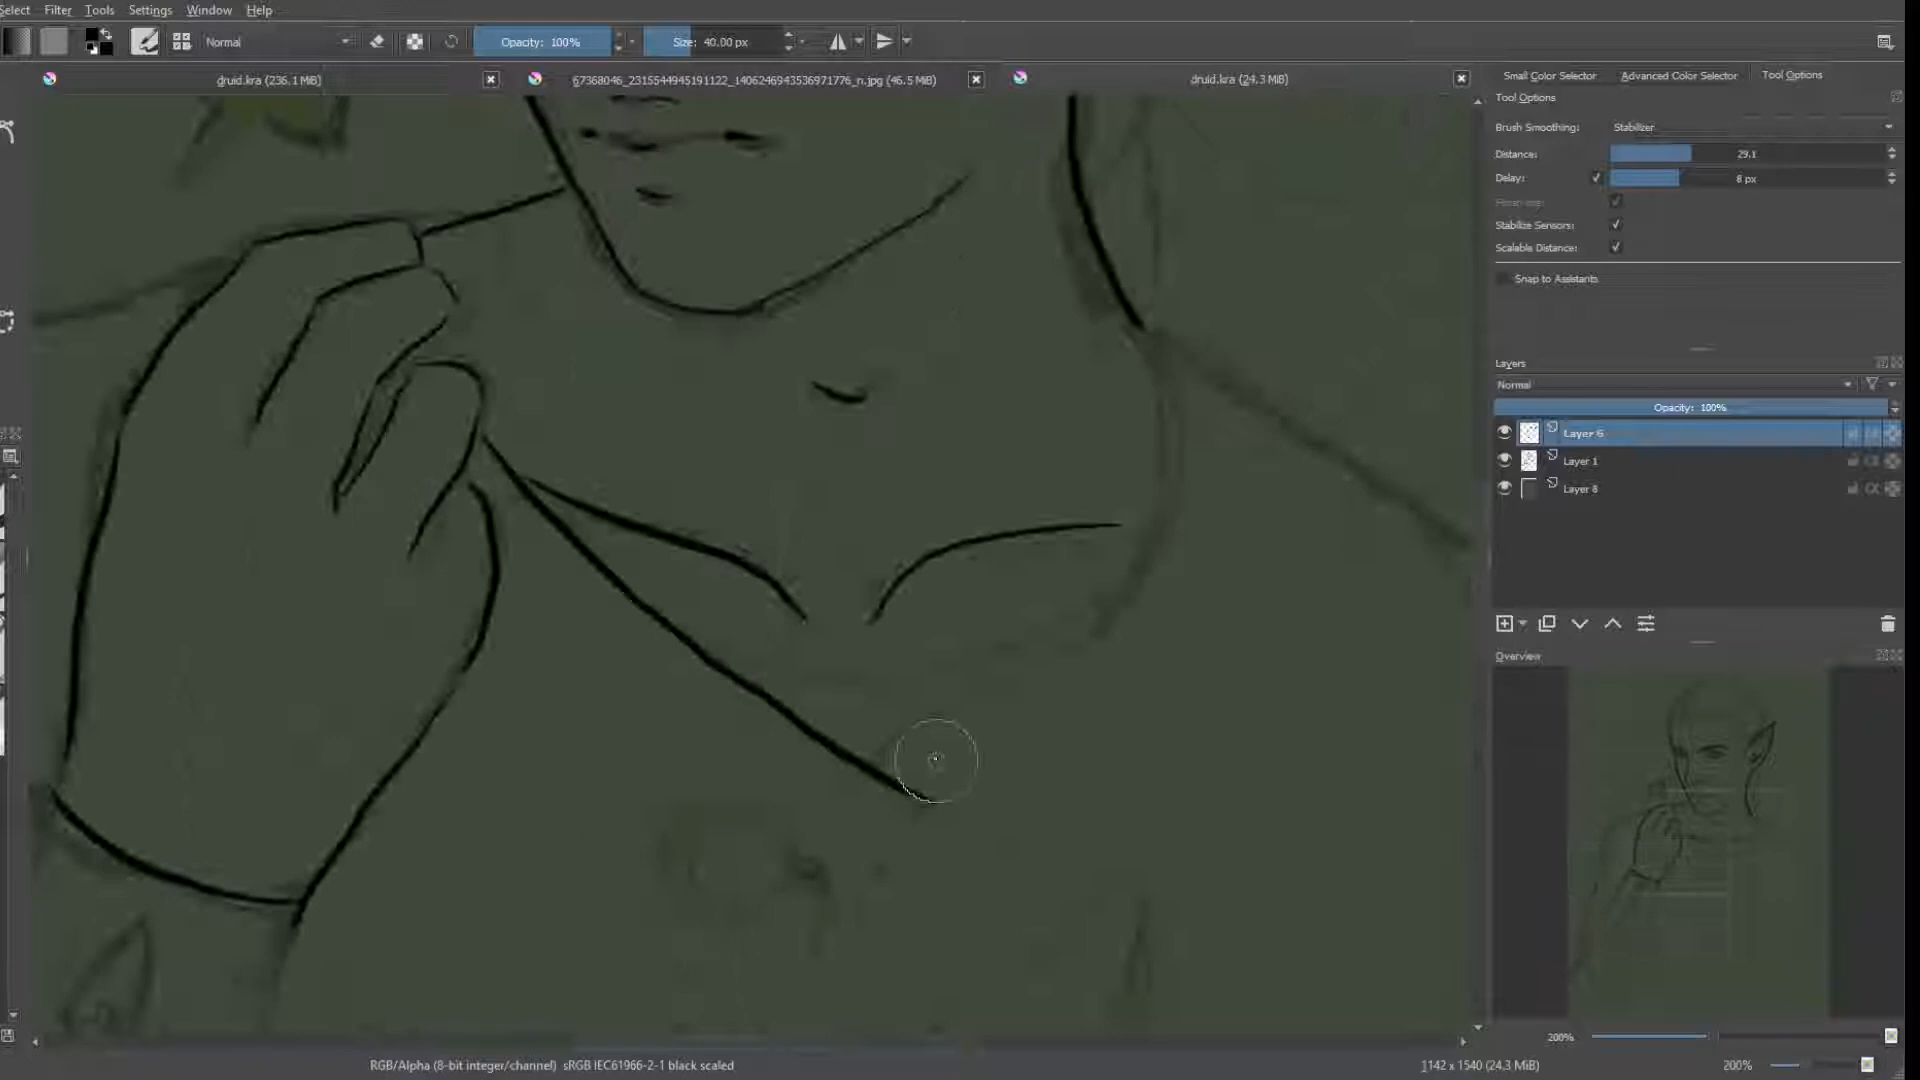 Select Filter Tools Settings Window Help
Normal Opacity: 100% Size: 40.00 px
druid.kra (236.1 MiB) 67368046_2315544945191122_1406246943536971776_n.jpg (46.5 MiB) druid.kra (24.3 MiB)
Small Color Selector Advanced Color Selector Tool Options
Tool Options
Brush Smoothing: Stabilizer
Distance: 29.1
Delay: 8 px
Stabilize Sensors:
Scalable Distance:
Snap to Assistants
Layers
Normal
Opacity: 100%
Layer 6
Layer 1
Layer 8
Overview
200%
RGB/Alpha (8-bit integer/channel) sRGB IEC61966-2-1 black scaled 1142 x 1540 (24.3 MiB) 200%